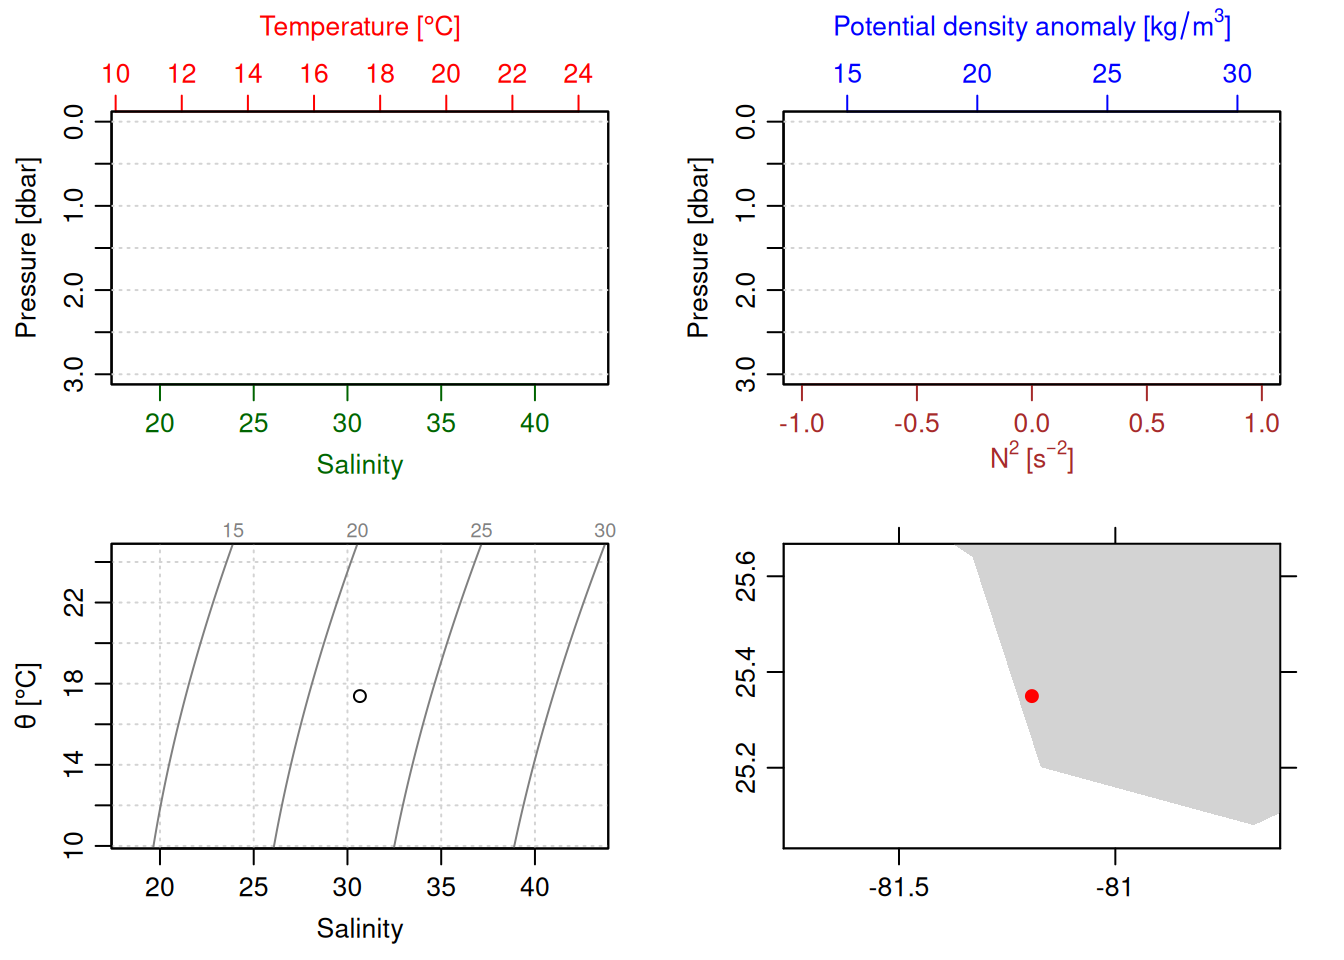 Temperature [°C]
10 12 14 16 18 20 22 24
Pressure [dbar]
0.0 1.0 2.0 3.0
20 25 30 35 40
Salinity
Potential density anomaly [kg/m³]
15 20 25 30
Pressure [dbar]
0.0 1.0 2.0 3.0
-1.0 -0.5 0.0 0.5 1.0
N² [s⁻²]
15 20 25 30
θ [°C]
22 18 14 10
20 25 30 35 40
Salinity
25.6 25.4 25.2
-81.5 -81